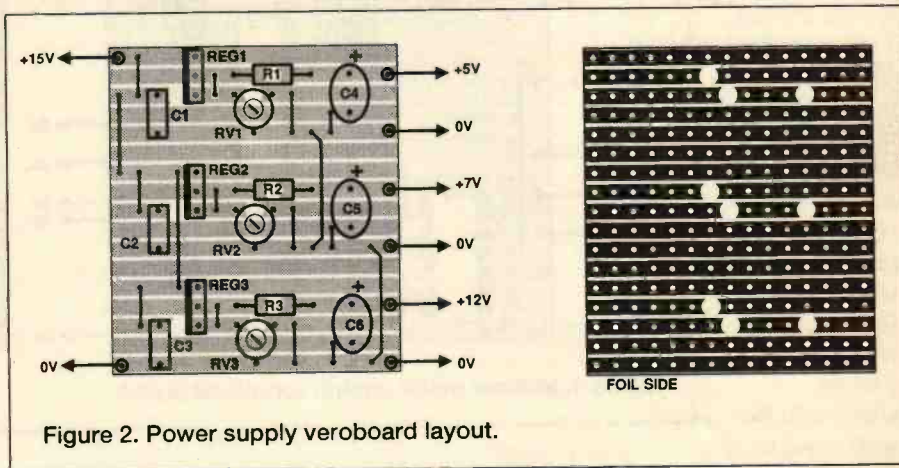 +15V
REG1
R1
+
C4
+5V
C1
RV1
0V
REG2
R2
+
C5
+7V
C2
RV2
0V
REG3
R3
+
C6
+12V
C3
RV3
0V
0V
FOIL SIDE
Figure 2. Power supply veroboard layout.